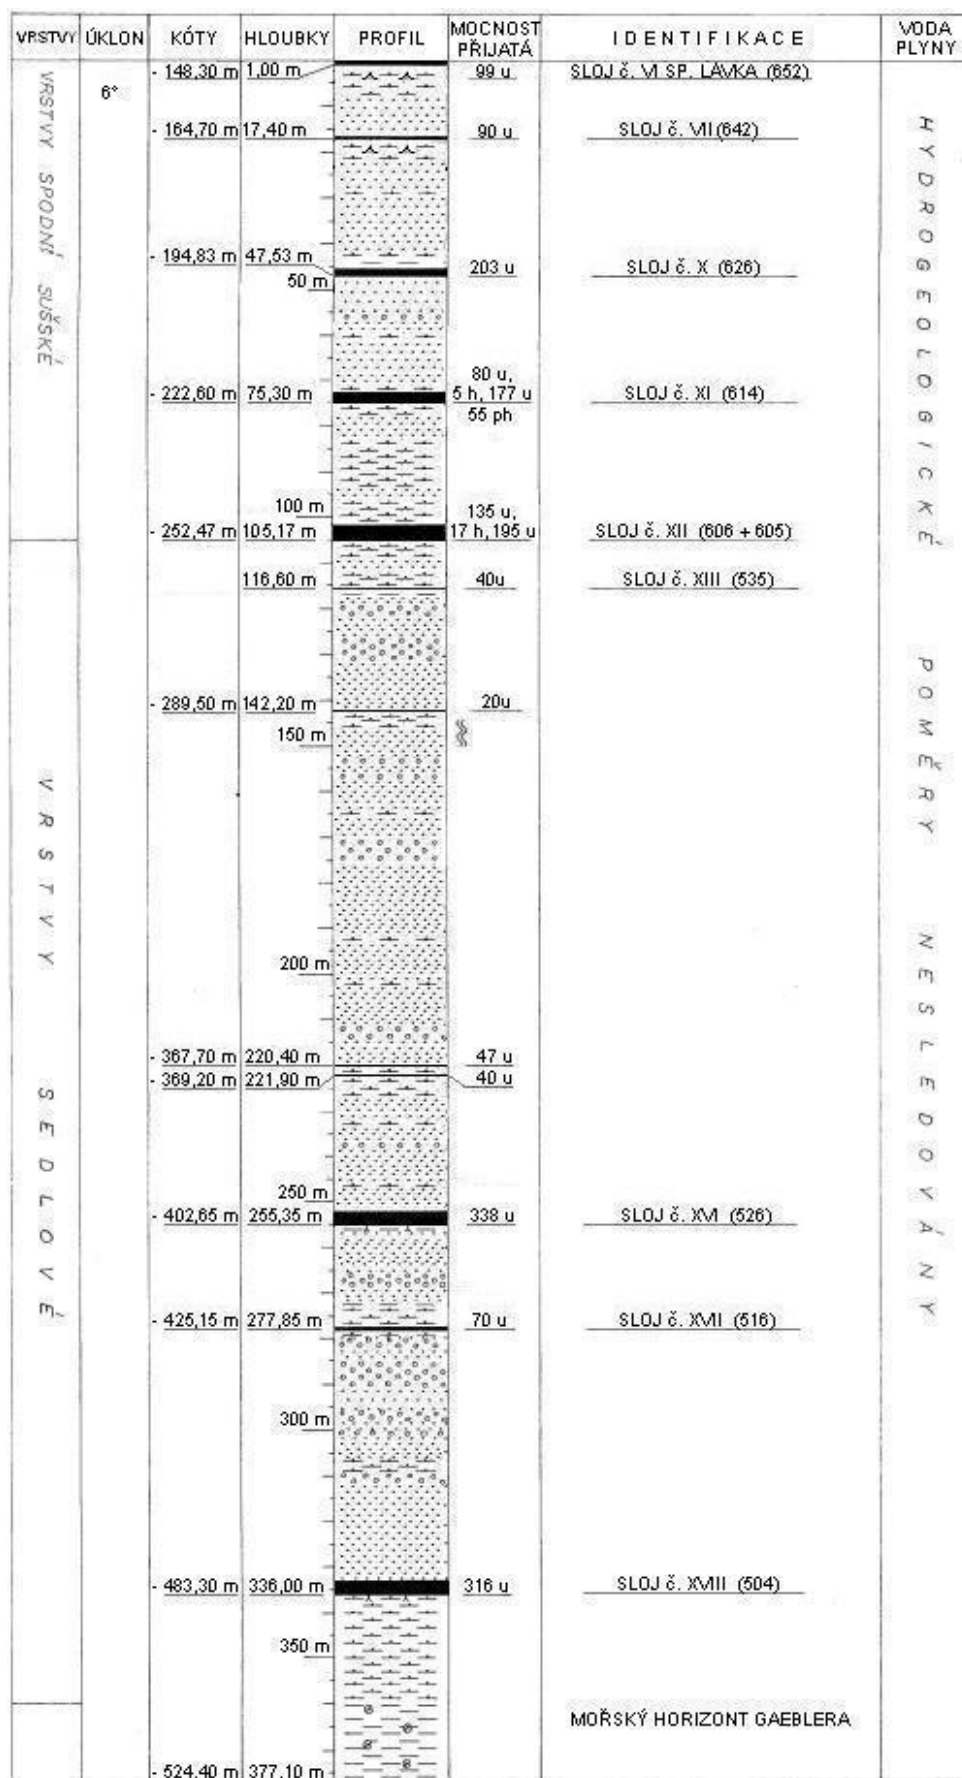 VRSTVY ÚKLON KÓTY HLOUBKY PROFIL MOCNOST PŘIJATÁ IDENTIFIKACE VODA PLYNY
VRSTVY SPODNÍ SUŠSKÉ
6°
- 148,30 m 1,00 m 99 u SLOJ č. VI SP. LÁVKA (652)
- 164,70 m 17,40 m 90 u SLOJ č. VII (642)
- 194,83 m 47,53 m 203 u SLOJ č. X (626)
50 m
80 u,
- 222,60 m 75,30 m 5 h, 177 u SLOJ č. XI (614)
55 ph
100 m 135 u,
- 252,47 m 105,17 m 17 h, 195 u SLOJ č. XII (606 + 605)
116,60 m 40u SLOJ č. XIII (535)
- 289,50 m 142,20 m 20u
150 m
VRSTVY SEDLOVÉ
200 m
- 367,70 m 220,40 m 47 u
- 369,20 m 221,90 m 40 u
250 m
- 402,65 m 255,35 m 338 u SLOJ č. XVI (526)
- 425,15 m 277,85 m 70 u SLOJ č. XVII (516)
300 m
- 483,30 m 336,00 m 316 u SLOJ č. XVIII (504)
350 m
MOŘSKÝ HORIZONT GAEBLERA
- 524,40 m 377,10 m
HYDROGEOLOGICKÉ POMĚRY NESLEDOVÁNY